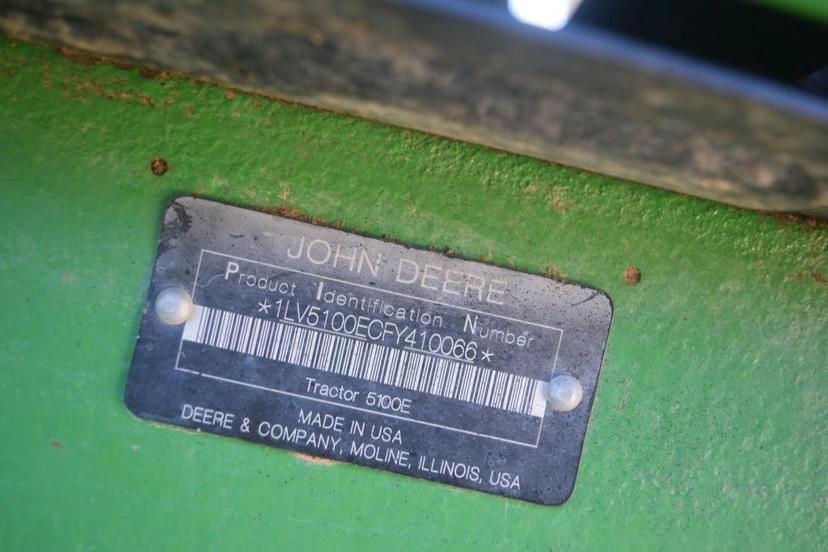 JOHN DEERE
Product Identification Number
*1LV5100ECFY410066*
Tractor 5100E
MADE IN USA
DEERE & COMPANY, MOLINE, ILLINOIS, USA